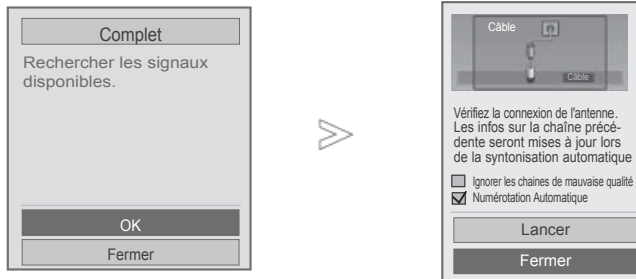 Complet
Rechercher les signaux
disponibles.
OK
Fermer
Câble
Câble
Vérifiez la connexion de l'antenne.
Les infos sur la chaîne précé-
dente seront mises à jour lors
de la syntonisation automatique
Ignorer les chaines de mauvaise qualité
Numérotation Automatique
Lancer
Fermer